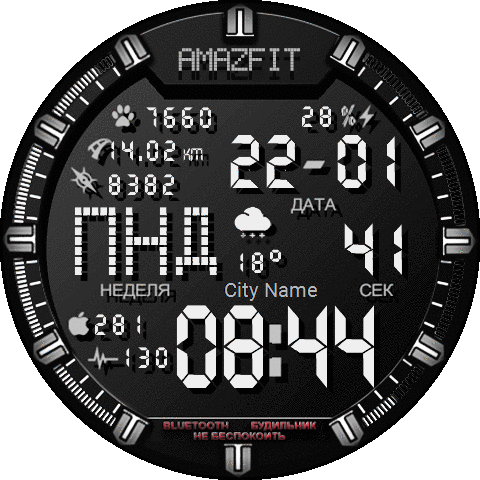 AMAZFIT
7660 28 %
14.02 km
22-01
8382
ДАТА
ПНД
41
18°
НЕДЕЛЯ City Name СЕК
281
08:44
130
BLUETOOTH БУДИЛЬНИК
НЕ БЕСПОКОИТЬ